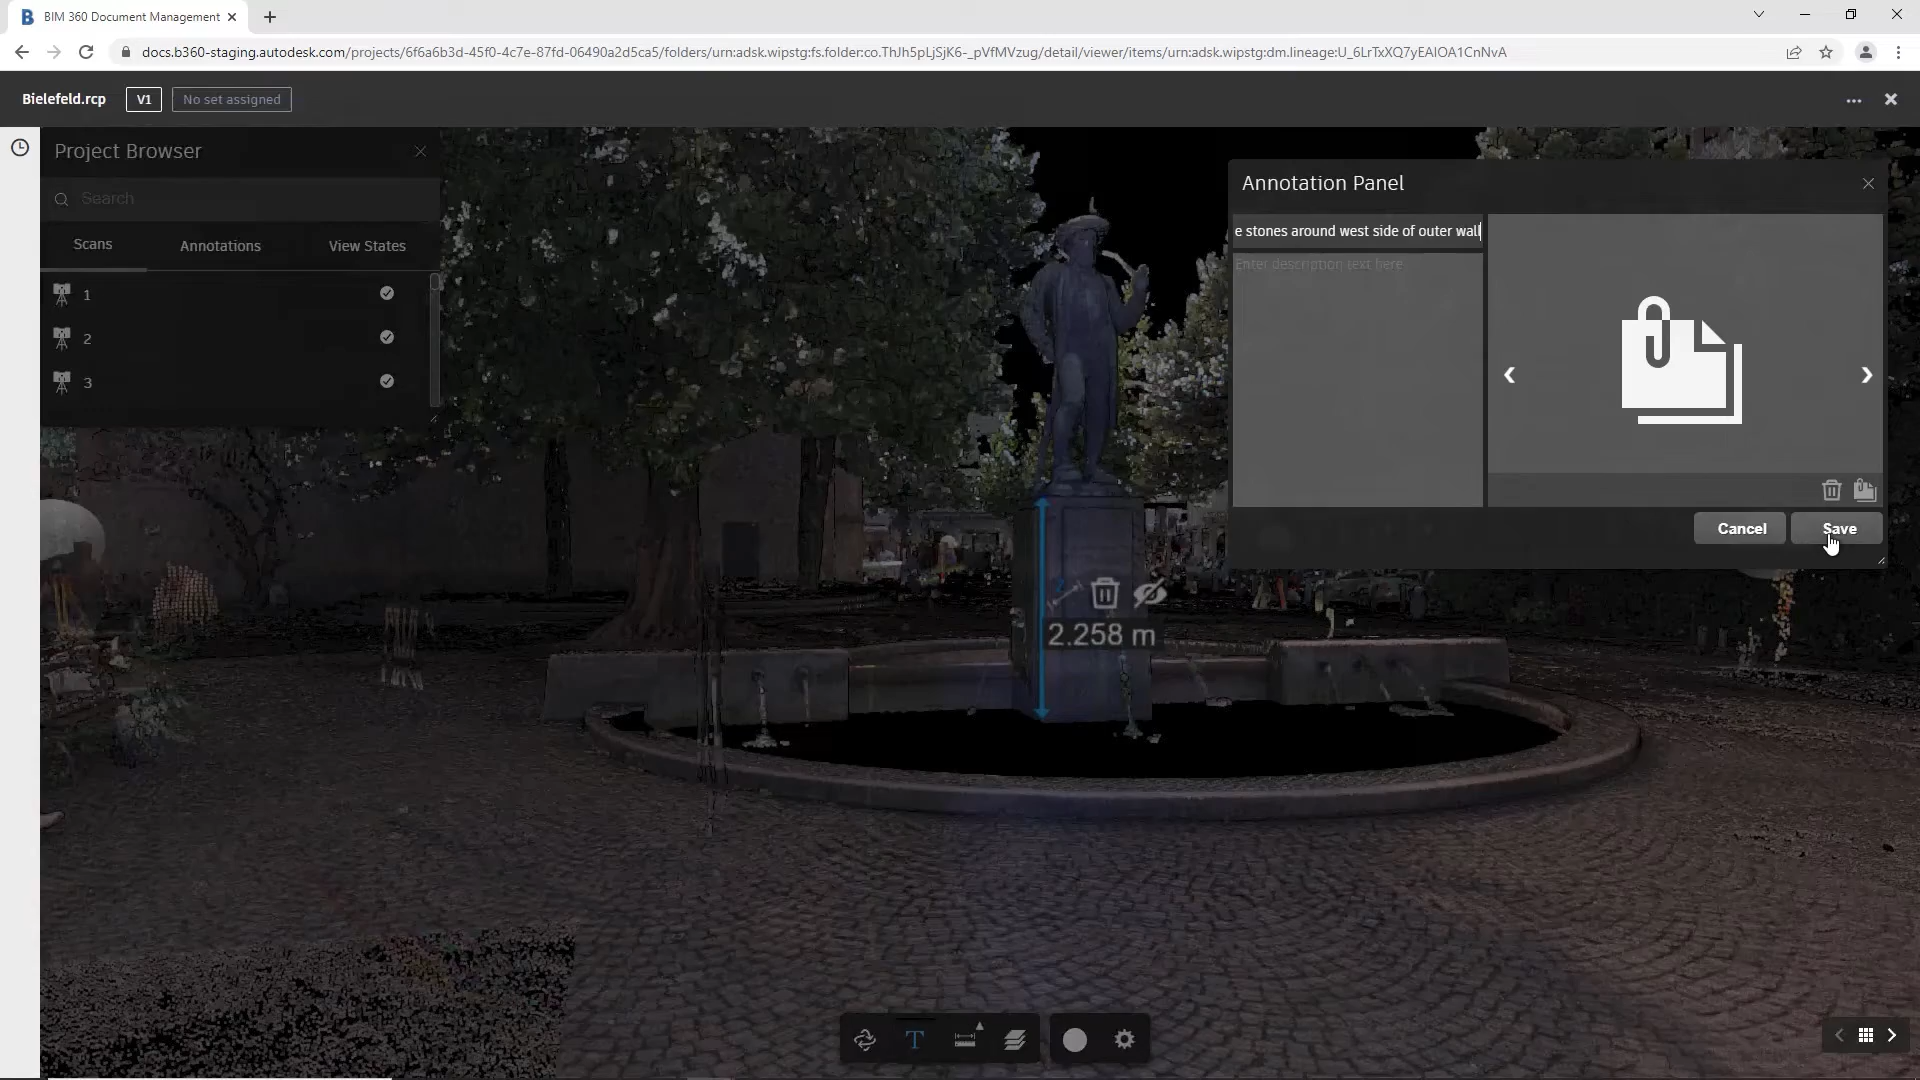 BIM 360 Document Management
docs.b360-staging.autodesk.com/projects/6f6a6b3d-45f0-4c7e-87fd-06490a2d5ca5/folders/urn:adsk.wipstg:fs.folder:co.ThJh5pLjSjK6-_pVfMVzug/detail/viewer/items/urn:adsk.wipstg:dm.lineage:U_6LrTxXQ7yEAIOA1CnNvA
Bielefeld.rcp V1 No set assigned
Project Browser
Search
Scans Annotations View States
1
2
3
Annotation Panel
e stones around west side of outer wall
Enter description text here
Cancel Save
2.258 m